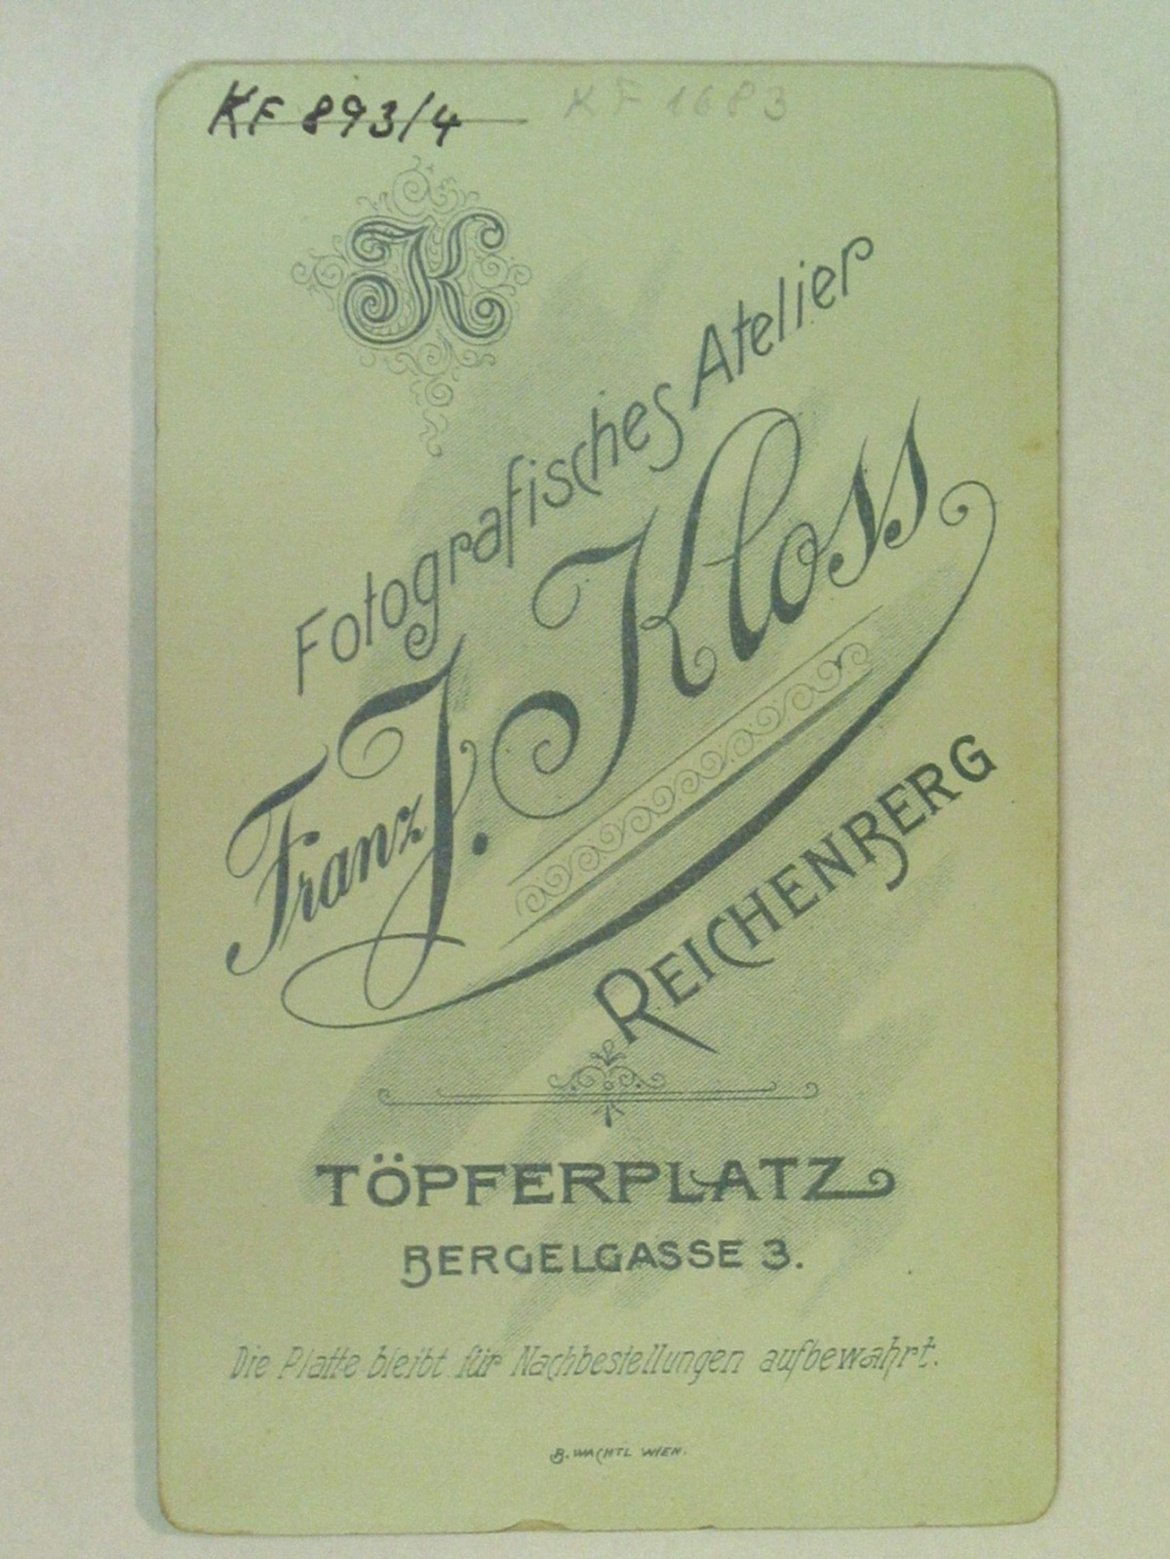 KF 893/4 KF 1683
K
Fotografisches Atelier
Franz J. Kloss
REICHENBERG
TÖPFERPLATZ
BERGELGASSE 3.
Die Platte bleibt für Nachbestellungen aufbewahrt.
B. WACHTL WIEN.